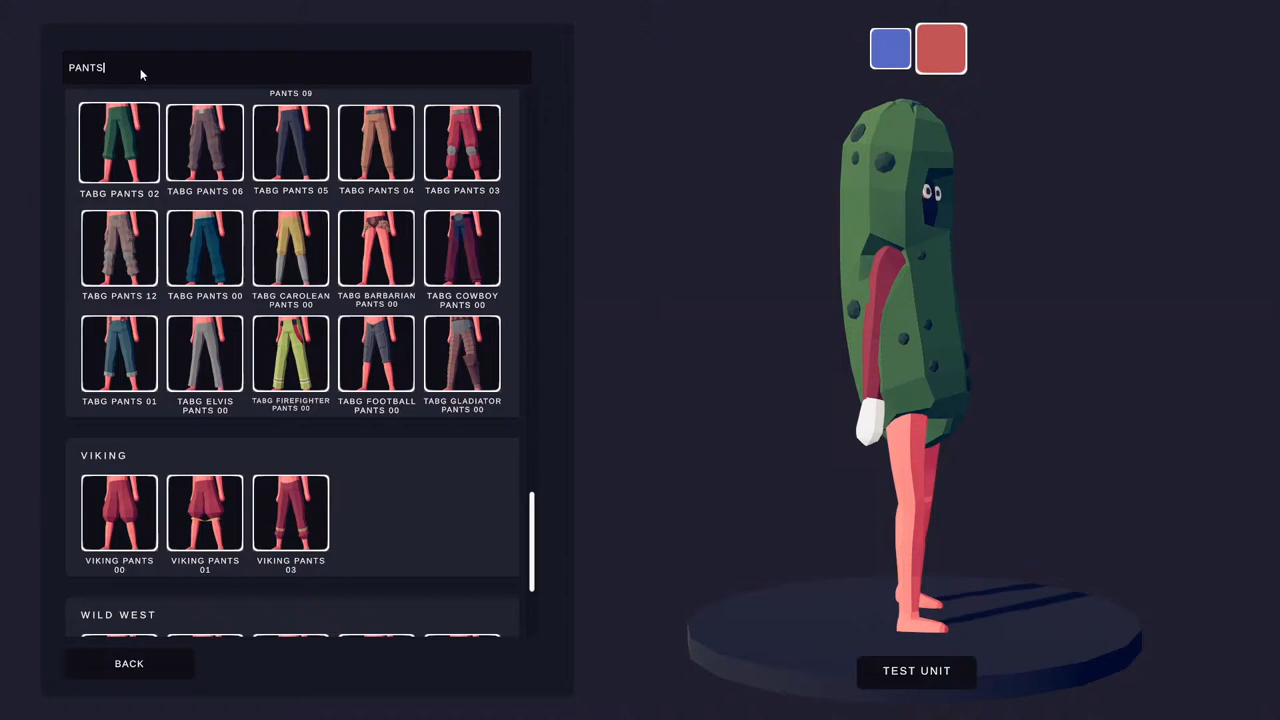 PANTS
PANTS 09
TABG PANTS 02
TABG PANTS 06
TABG PANTS 05
TABG PANTS 04
TABG PANTS 03
TABG PANTS 12
TABG PANTS 00
TABG CAROLEAN
PANTS 00
TABG BARBARIAN
PANTS 00
TABG COWBOY
PANTS 00
TABG PANTS 01
TABG ELVIS
PANTS 00
TABG FIREFIGHTER
PANTS 00
TABG FOOTBALL
PANTS 00
TABG GLADIATOR
PANTS 00
VIKING
VIKING PANTS
00
VIKING PANTS
01
VIKING PANTS
03
WILD WEST
BACK
TEST UNIT